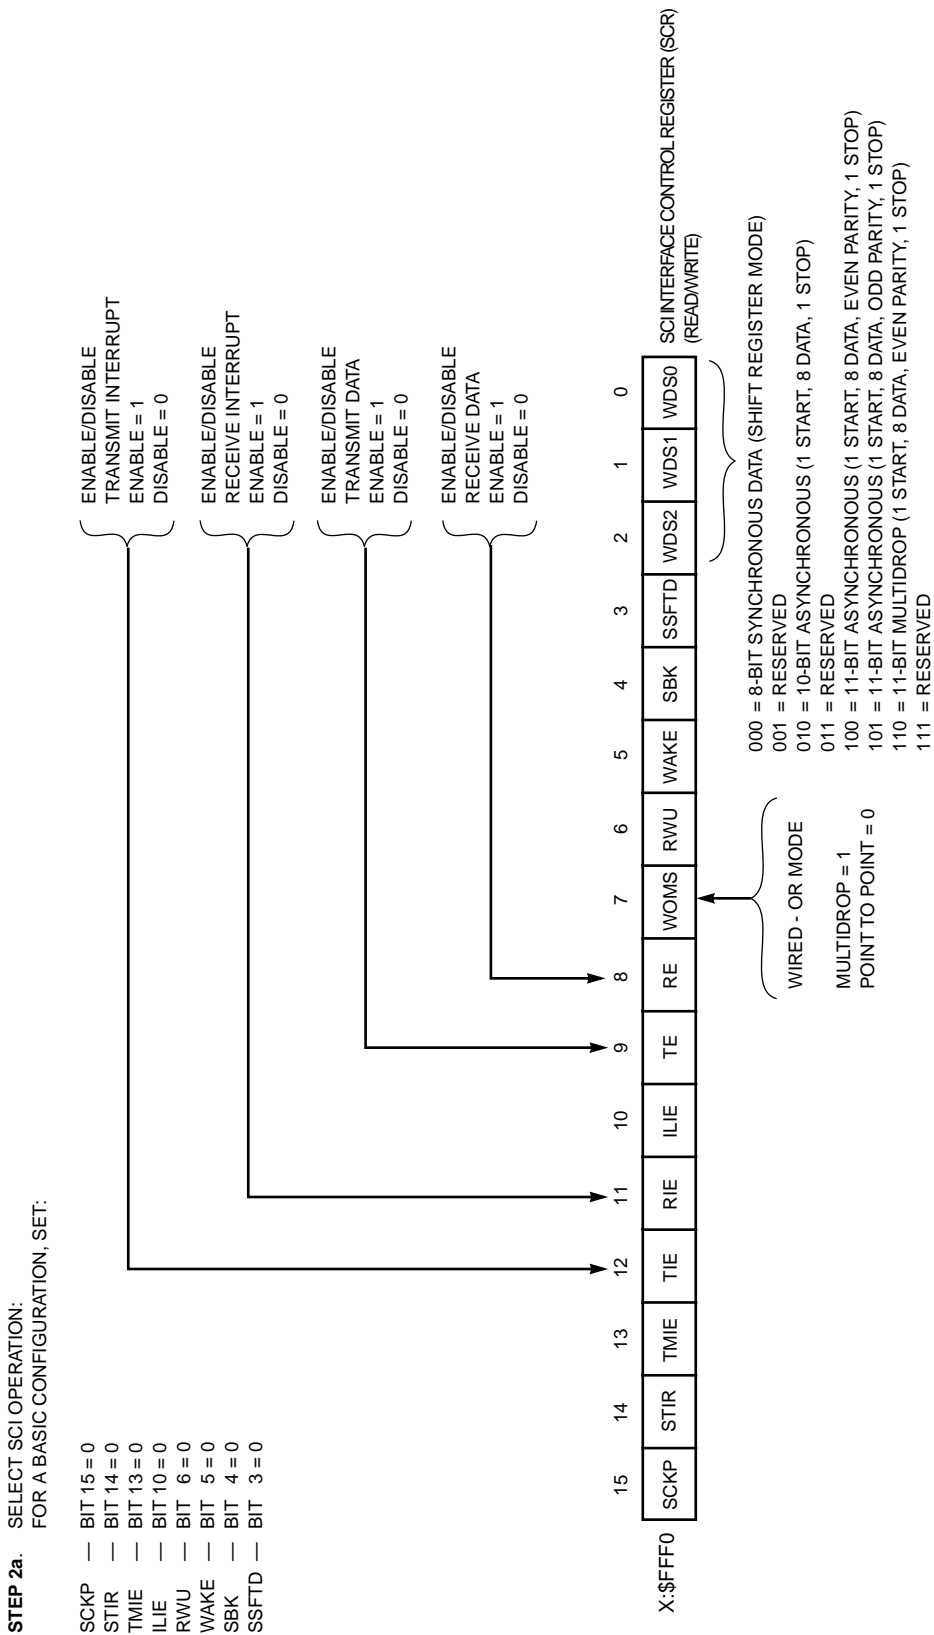 STEP 2a. SELECT SCI OPERATION:
FOR A BASIC CONFIGURATION, SET:
SCKP — BIT 15 = 0
STIR — BIT 14 = 0
TMIE — BIT 13 = 0
ILIE — BIT 10 = 0
RWU — BIT 6 = 0
WAKE — BIT 5 = 0
SBK — BIT 4 = 0
SSFTD — BIT 3 = 0
ENABLE/DISABLE
TRANSMIT INTERRUPT
ENABLE = 1
DISABLE = 0
ENABLE/DISABLE
RECEIVE INTERRUPT
ENABLE = 1
DISABLE = 0
ENABLE/DISABLE
TRANSMIT DATA
ENABLE = 1
DISABLE = 0
ENABLE/DISABLE
RECEIVE DATA
ENABLE = 1
DISABLE = 0
15 14 13 12 11 10 9 8 7 6 5 4 3 2 1 0
X:$FFF0 SCKP STIR TMIE TIE RIE ILIE TE RE WOMS RWU WAKE SBK SSFTD WDS2 WDS1 WDS0
SCI INTERFACE CONTROL REGISTER (SCR)
(READ/WRITE)
WIRED - OR MODE
MULTIDROP = 1
POINT TO POINT = 0
000 = 8-BIT SYNCHRONOUS DATA (SHIFT REGISTER MODE)
001 = RESERVED
010 = 10-BIT ASYNCHRONOUS (1 START, 8 DATA, 1 STOP)
011 = RESERVED
100 = 11-BIT ASYNCHRONOUS (1 START, 8 DATA, EVEN PARITY, 1 STOP)
101 = 11-BIT ASYNCHRONOUS (1 START, 8 DATA, ODD PARITY, 1 STOP)
110 = 11-BIT MULTIDROP (1 START, 8 DATA, EVEN PARITY, 1 STOP)
111 = RESERVED